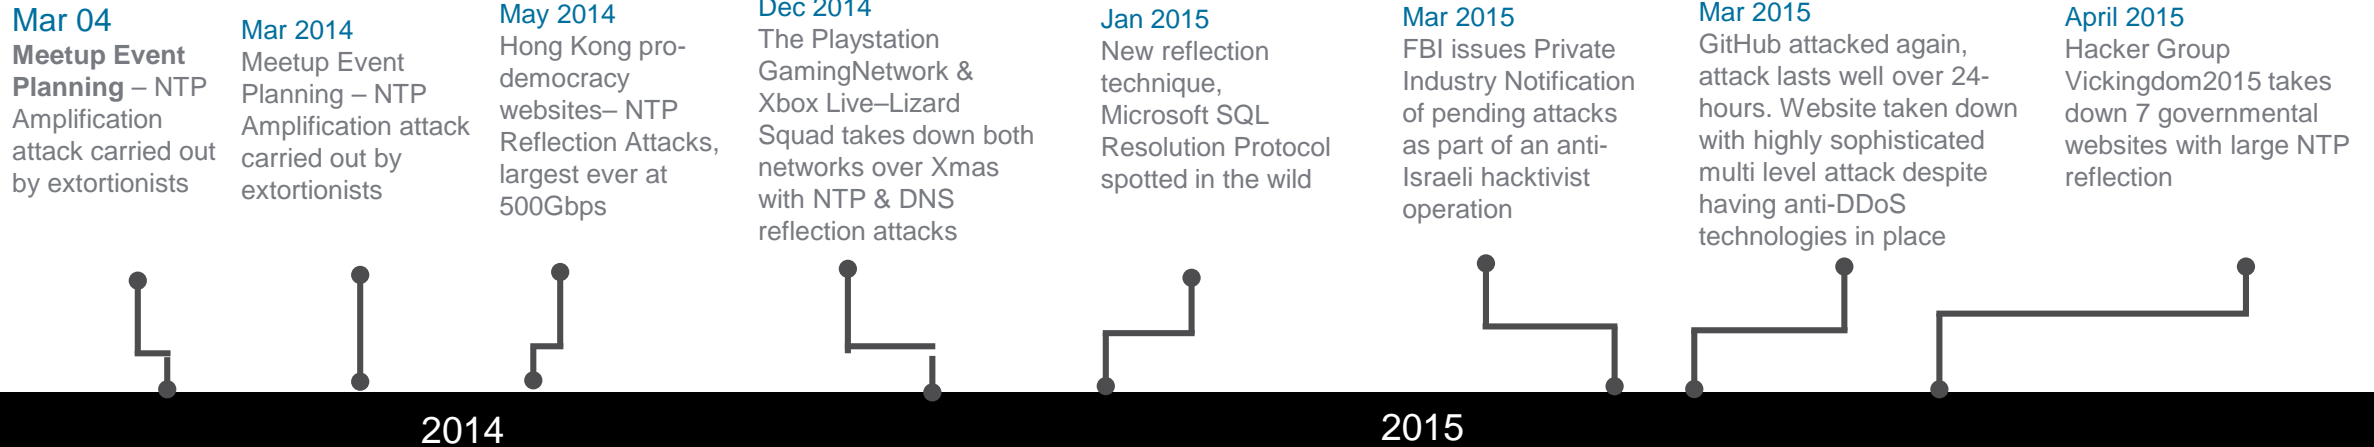 Mar 04
Meetup Event
Planning – NTP
Amplification
attack carried out
by extortionists
Mar 2014
Meetup Event
Planning – NTP
Amplification attack
carried out by
extortionists
May 2014
Hong Kong pro-
democracy
websites– NTP
Reflection Attacks,
largest ever at
500Gbps
Dec 2014
The Playstation
GamingNetwork &
Xbox Live–Lizard
Squad takes down both
networks over Xmas
with NTP & DNS
reflection attacks
Jan 2015
New reflection
technique,
Microsoft SQL
Resolution Protocol
spotted in the wild
Mar 2015
FBI issues Private
Industry Notification
of pending attacks
as part of an anti-
Israeli hacktivist
operation
Mar 2015
GitHub attacked again,
attack lasts well over 24-
hours. Website taken down
with highly sophisticated
multi level attack despite
having anti-DDoS
technologies in place
April 2015
Hacker Group
Vickingdom2015 takes
down 7 governmental
websites with large NTP
reflection
2014
2015